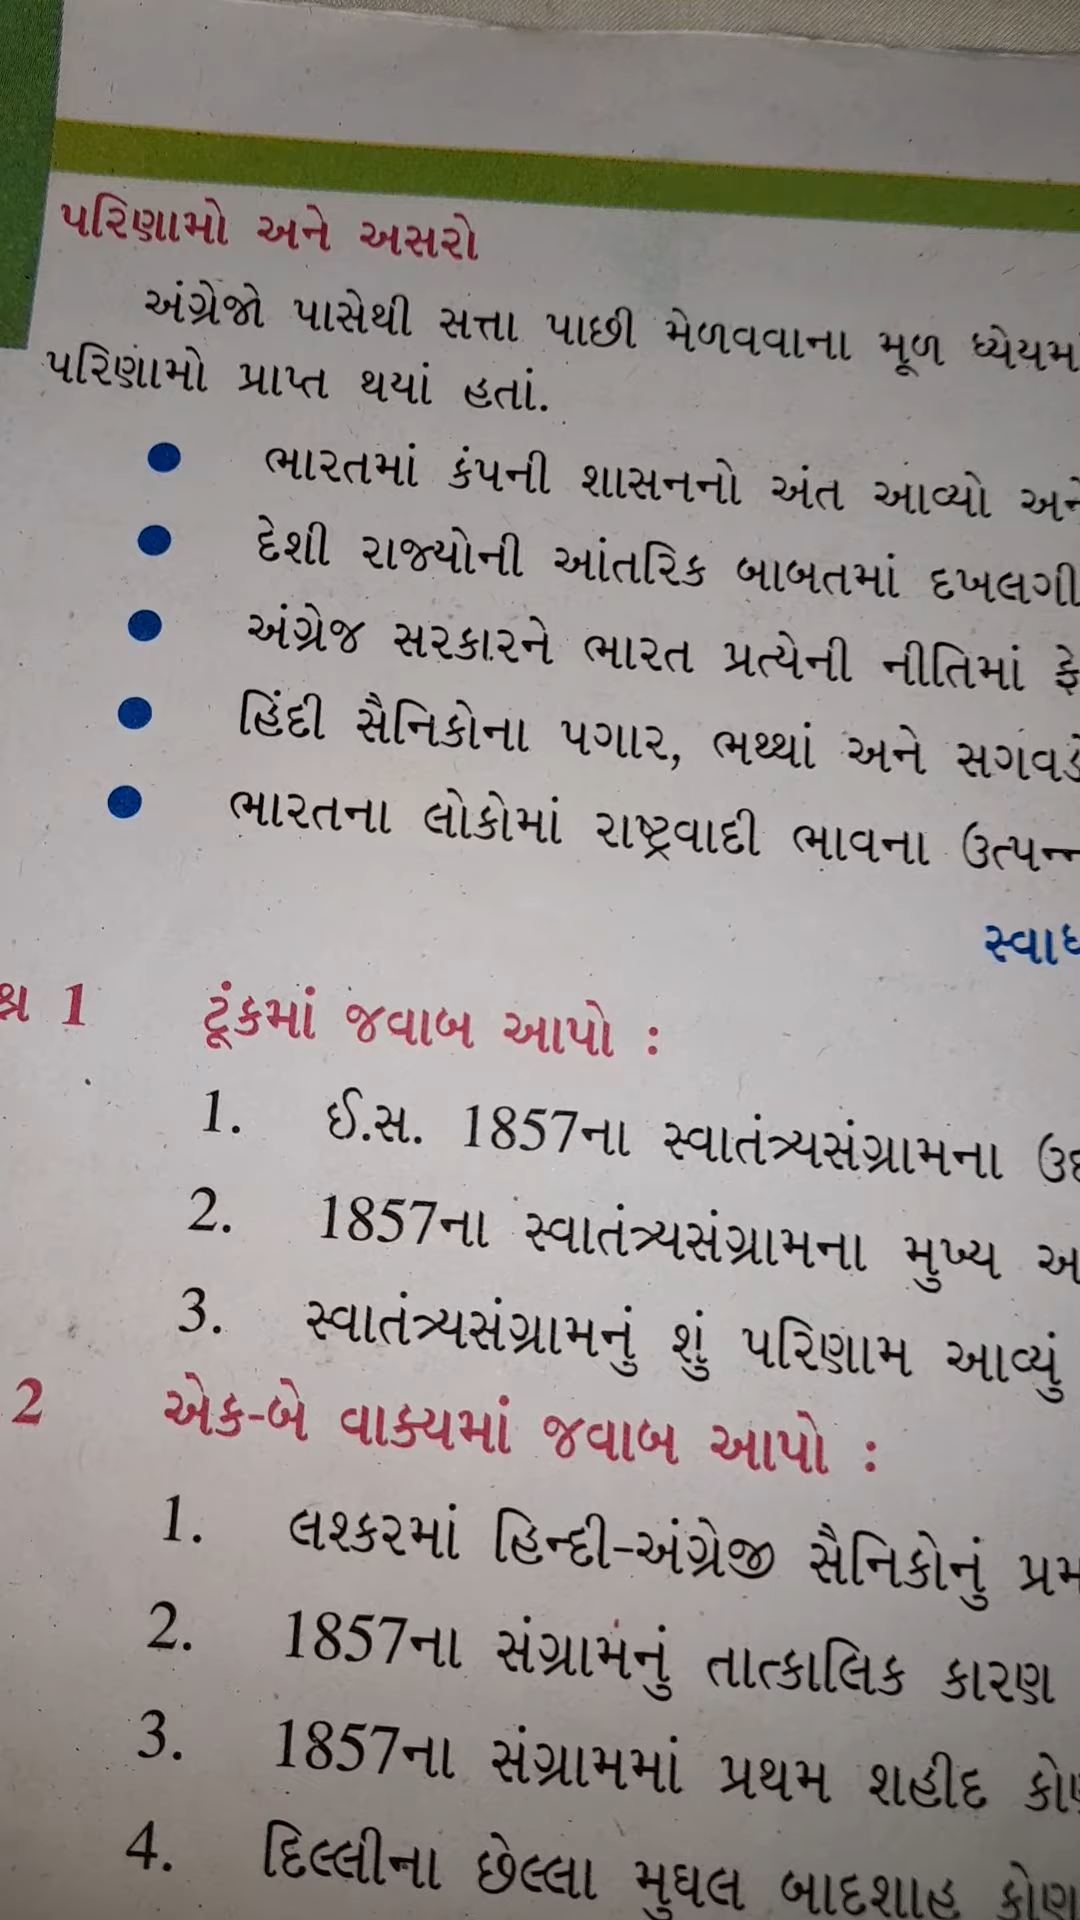 પરિણામો અને અસરો
અંગ્રેજો પાસેથી સત્તા પાછી મેળવવાના મૂળ ધ્યેયમ
પરિણામો પ્રાપ્ત થયાં હતાં.
● ભારતમાં કંપની શાસનનો અંત આવ્યો અને
● દેશી રાજ્યોની આંતરિક બાબતમાં દખલગી
● અંગ્રેજ સરકારને ભારત પ્રત્યેની નીતિમાં ફે
● હિંદી સૈનિકોના પગાર, ભથ્થાં અને સગવડ
● ભારતના લોકોમાં રાષ્ટ્રવાદી ભાવના ઉત્પન્ન
સ્વાધ
શ્ન 1 ટૂંકમાં જવાબ આપો :
1. ઈ.સ. 1857ના સ્વાતંત્ર્યસંગ્રામના
2. 1857ના સ્વાતંત્ર્યસંગ્રામના મુખ્ય આ
3. સ્વાતંત્ર્યસંગ્રામનું શું પરિણામ આવ્યું
2 એક-બે વાક્યમાં જવાબ આપો :
1. લશ્કરમાં હિન્દી-અંગ્રેજી સૈનિકોનું પ્રમ
2. 1857ના સંગ્રામનું તાત્કાલિક કારણ
3. 1857ના સંગ્રામમાં પ્રથમ શહીદ કોણ
4. દિલ્લીના છેલ્લા મુઘલ બાદશાહ કોણ